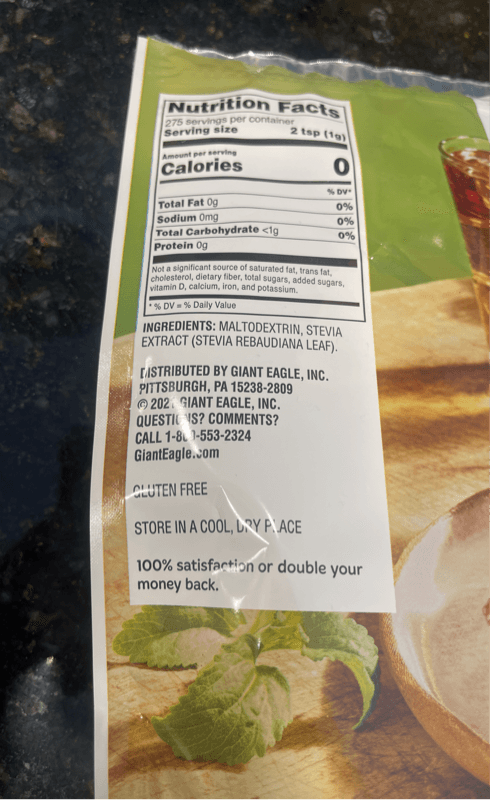 Nutrition Facts
275 servings per container
Serving size 2 tsp (1g)
Amount per serving
Calories 0
% DV*
Total Fat 0g 0%
Sodium 0mg 0%
Total Carbohydrate <1g 0%
Protein 0g
Not a significant source of saturated fat, trans fat,
cholesterol, dietary fiber, total sugars, added sugars,
vitamin D, calcium, iron, and potassium.
* % DV = % Daily Value
INGREDIENTS: MALTODEXTRIN, STEVIA
EXTRACT (STEVIA REBAUDIANA LEAF).
DISTRIBUTED BY GIANT EAGLE, INC.
PITTSBURGH, PA 15238-2809
© GIANT EAGLE, INC.
QUESTIONS? COMMENTS?
CALL
GiantEagle.com
GLUTEN FREE
STORE IN A COOL, DRY PLACE
100% satisfaction or double your
money back.